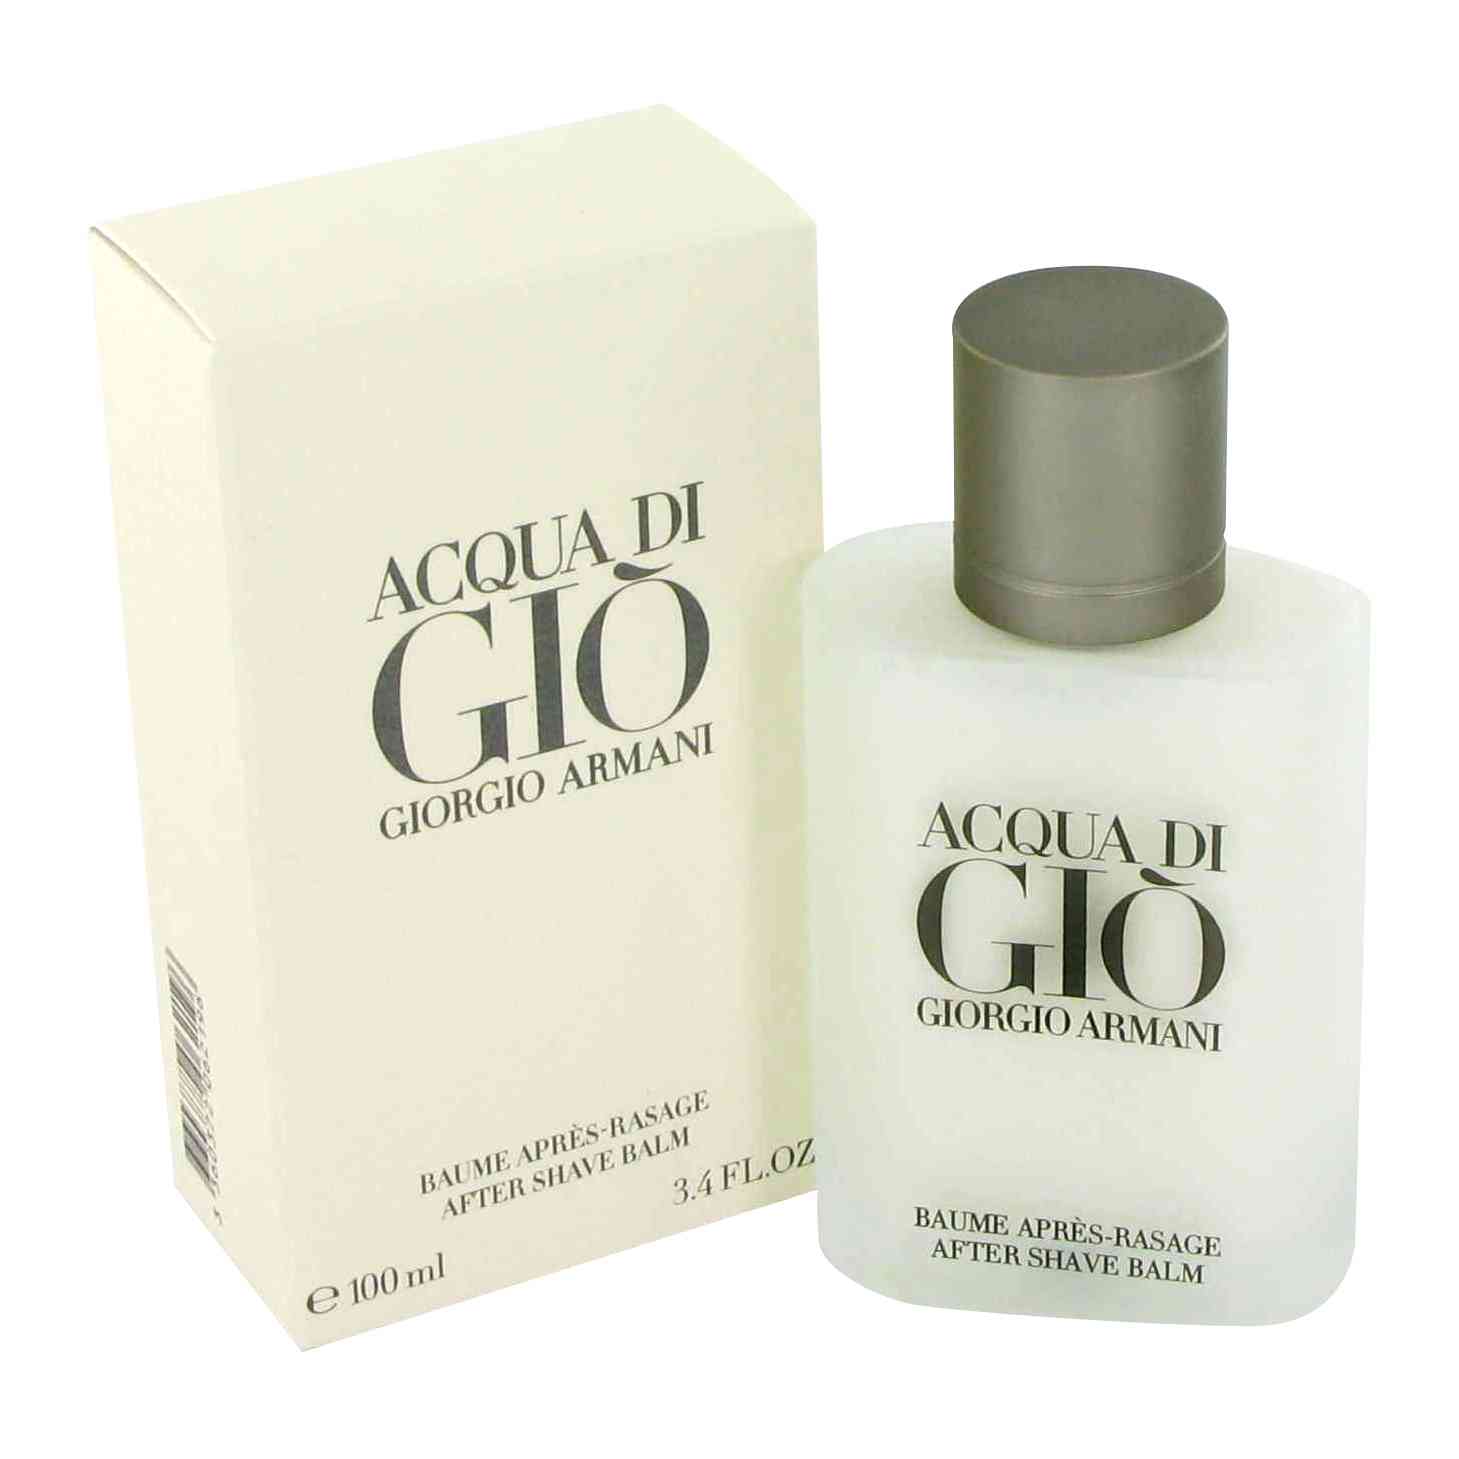 ACQUA DI
GIÒ
GIORGIO ARMANI
BAUME APRÈS-RASAGE
AFTER SHAVE BALM
3.4 FL.OZ
℮ 100 ml
ACQUA DI
GIÒ
GIORGIO ARMANI
BAUME APRÈS-RASAGE
AFTER SHAVE BALM